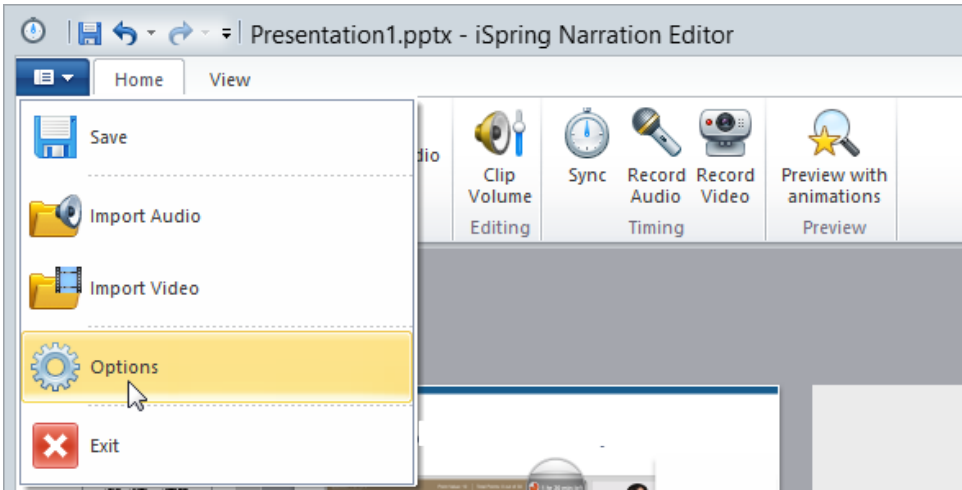 Presentation1.pptx - iSpring Narration Editor
Home View
Save
Import Audio
Import Video
Options
Exit
dio
Clip
Volume
Editing
Sync
Record
Audio
Record
Video
Timing
Preview with
animations
Preview